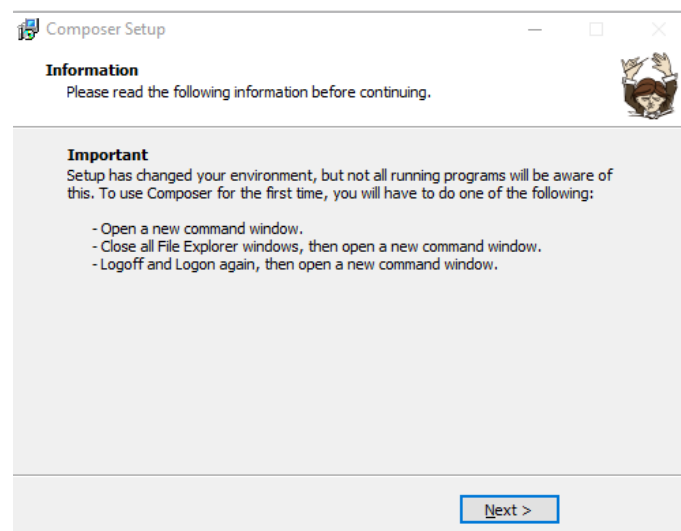 Composer Setup
Information
Please read the following information before continuing.
Important
Setup has changed your environment, but not all running programs will be aware of
this. To use Composer for the first time, you will have to do one of the following:
- Open a new command window.
- Close all File Explorer windows, then open a new command window.
- Logoff and Logon again, then open a new command window.
Next >